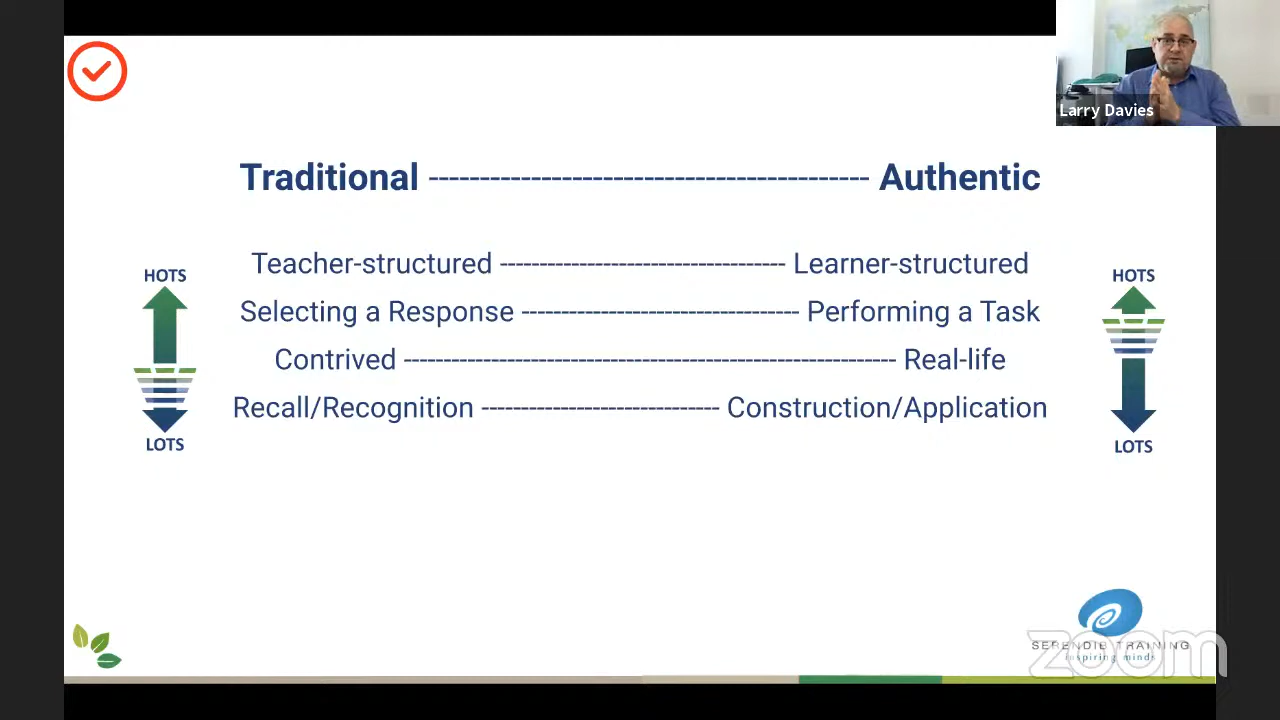 Larry Davies
Traditional ------------------------------------------- Authentic
Teacher-structured ------------------------------------ Learner-structured
Selecting a Response ----------------------------------- Performing a Task
Contrived -------------------------------------------------------------- Real-life
Recall/Recognition ------------------------------ Construction/Application
HOTS
LOTS
HOTS
LOTS
SERENDIB TRAINING
inspiring minds
zoom